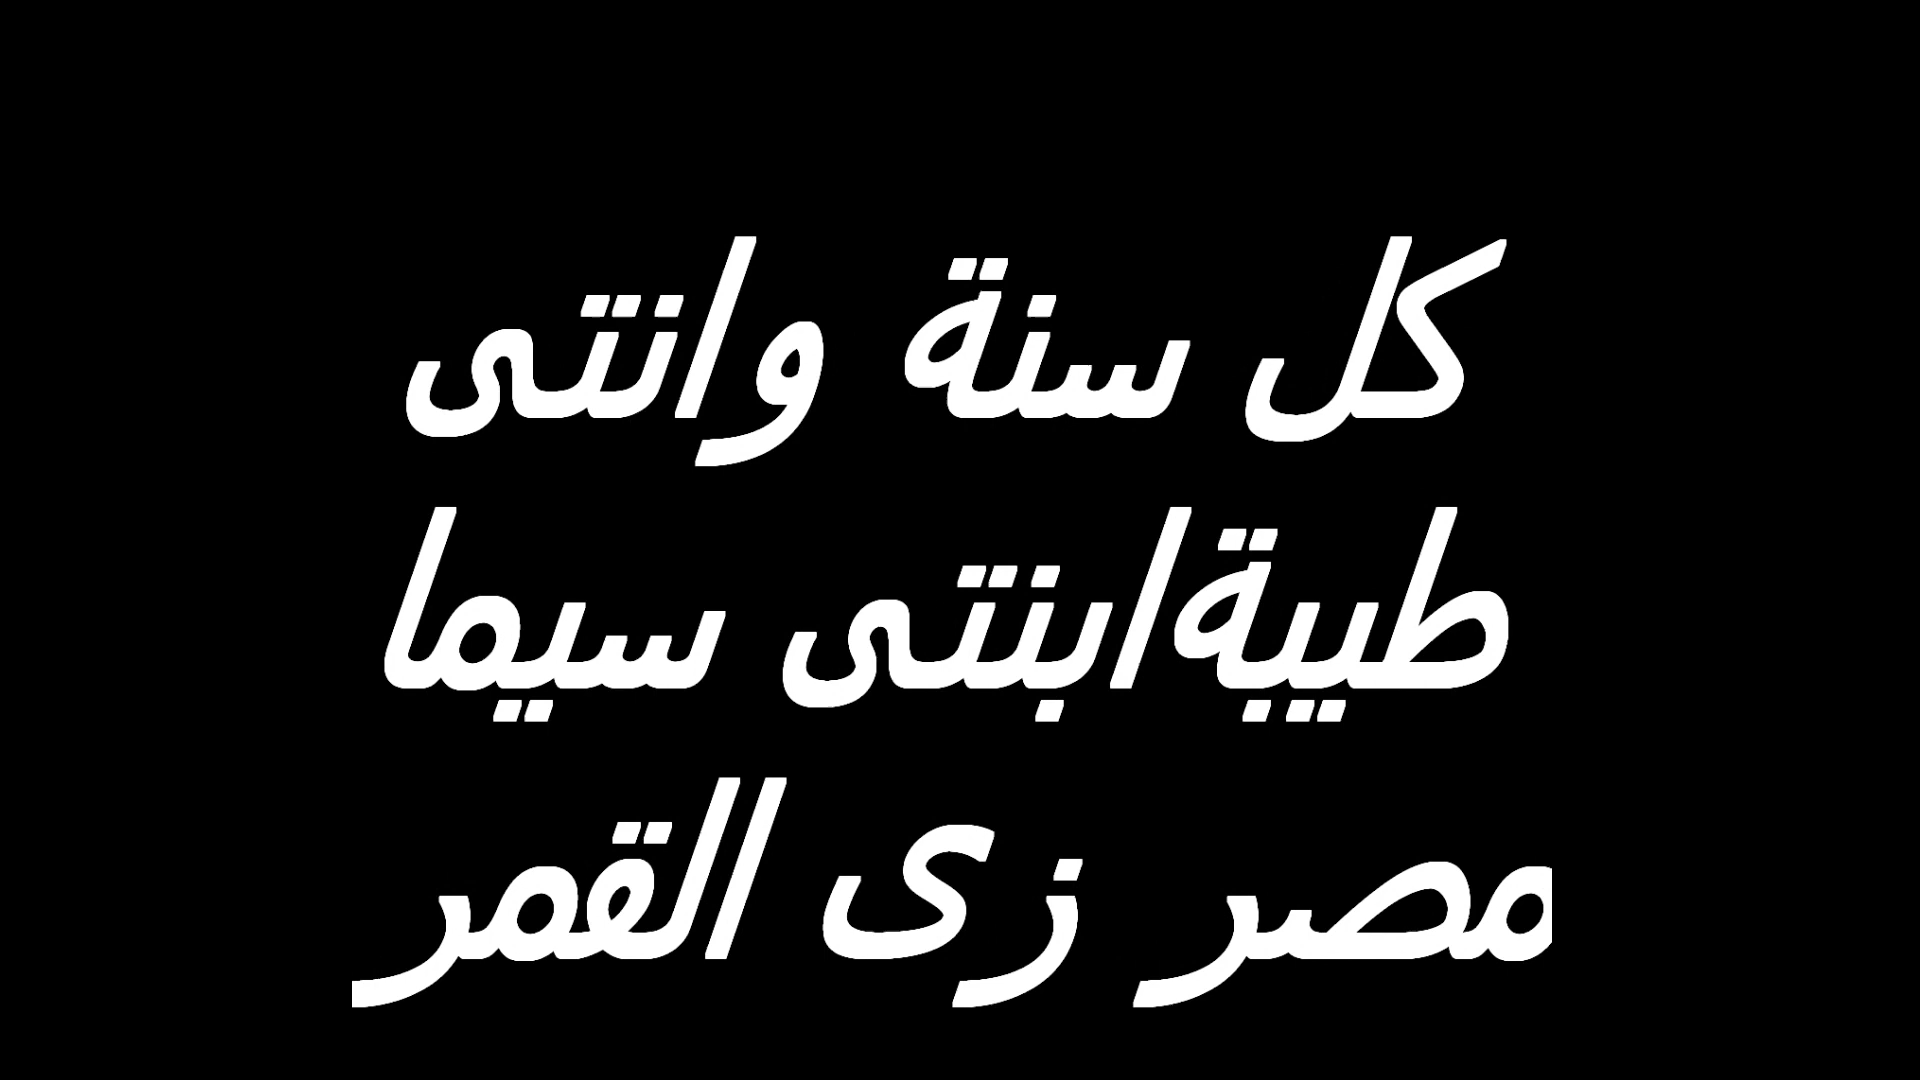 كل سنة وانتى
طيبةابنتى سيما
مصر زى القمر